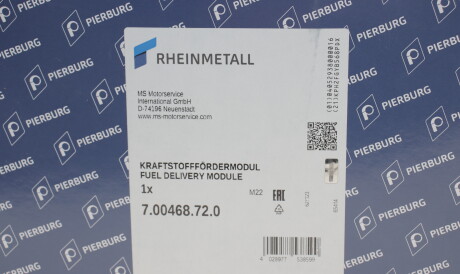 PIERBURG
RHEINMETALL
MS Motorservice
International GmbH
D-74196 Neuenstadt
www.ms-motorservice.com
KRAFTSTOFFFÖRDERMODUL
FUEL DELIVERY MODULE
1x
M22
EAC
7.00468.72.0